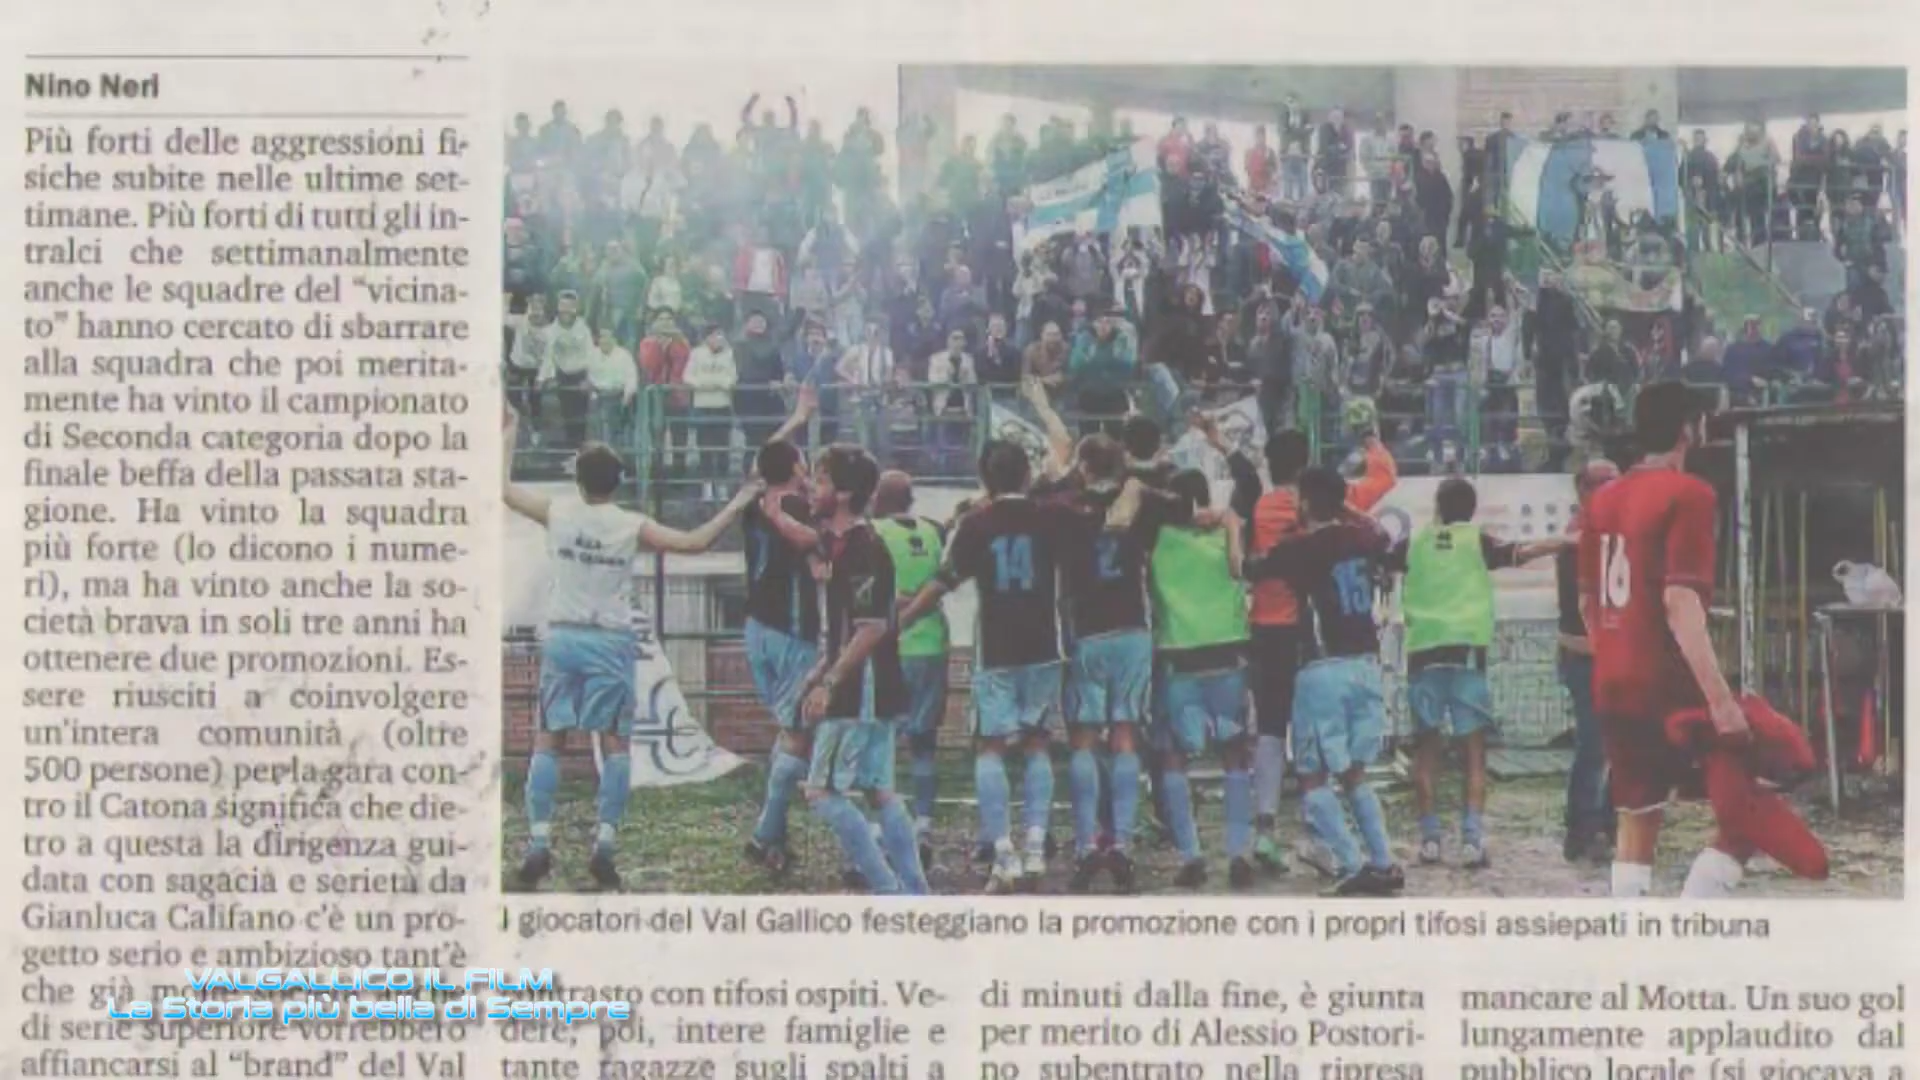 Nino Neri
Più forti delle aggressioni fi-
siche subite nelle ultime set-
timane. Più forti di tutti gli in-
tralci che settimanalmente
anche le squadre del “vicina-
to” hanno cercato di sbarrare
alla squadra che poi merita-
mente ha vinto il campionato
di Seconda categoria dopo la
finale beffa della passata sta-
gione. Ha vinto la squadra
più forte (lo dicono i nume-
ri), ma ha vinto anche la so-
cietà brava in soli tre anni ha
ottenere due promozioni. Es-
sere riusciti a coinvolgere
un'intera comunità (oltre
500 persone) per la gara con-
tro il Catona significa che die-
tro a questa la dirigenza gui-
data con sagacia e serietà da
Gianluca Califano c'è un pro-
getto serio e ambizioso tant'è
che già
di serie superiore vorrebbero
affiancarsi al “brand” del Val
14
2
15
16
I giocatori del Val Gallico festeggiano la promozione con i propri tifosi assiepati in tribuna
con tifosi ospiti. Ve-
dere, poi, intere famiglie e
tante ragazze sugli spalti a
di minuti dalla fine, è giunta
per merito di Alessio Postori-
no subentrato nella ripresa
mancare al Motta. Un suo gol
lungamente applaudito dal
pubblico locale (si giocava a
VALGALLICO IL FILM
La Storia più bella di Sempre